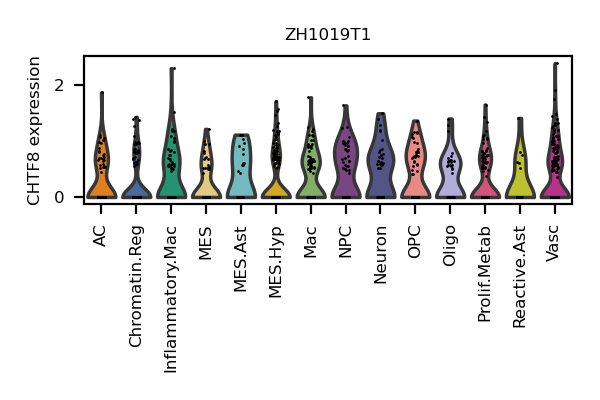 ZH1019T1
CHTF8 expression
2
0
AC
Chromatin.Reg
Inflammatory.Mac
MES
MES.Ast
MES.Hyp
Mac
NPC
Neuron
OPC
Oligo
Prolif.Metab
Reactive.Ast
Vasc